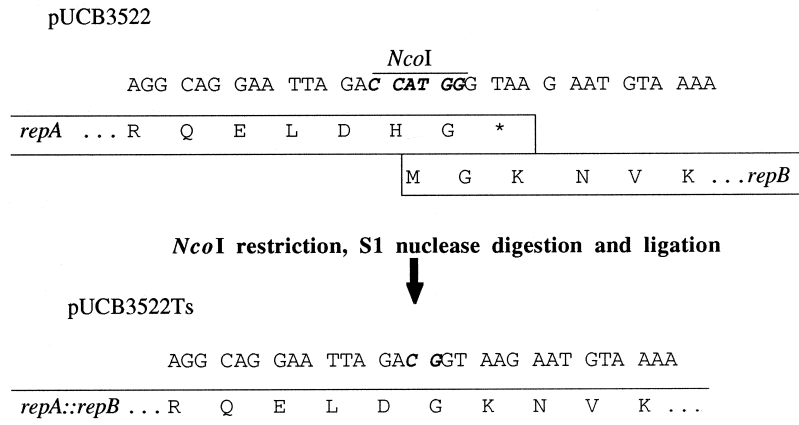 pUCB3522
NcoI
AGG CAG GAA TTA GAC CAT GGG TAA G AAT GTA AAA
repA ... R Q E L D H G *
M G K N V K ... repB
NcoI restriction, S1 nuclease digestion and ligation
pUCB3522Ts
AGG CAG GAA TTA GAC GGT AAG AAT GTA AAA
repA::repB ... R Q E L D G K N V K ...